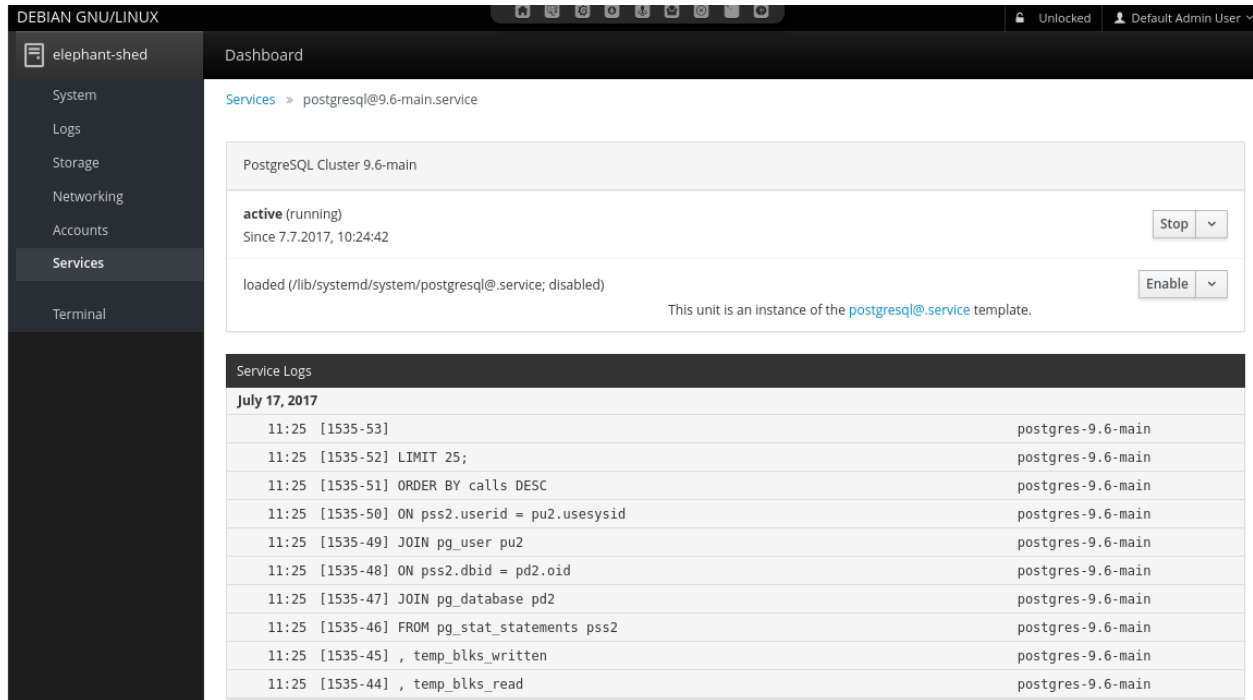 DEBIAN GNU/LINUX
Unlocked
Default Admin User
elephant-shed
Dashboard
System
Logs
Storage
Networking
Accounts
Services
Terminal
Services » postgresql@9.6-main.service
PostgreSQL Cluster 9.6-main
active (running)
Since 7.7.2017, 10:24:42
Stop
loaded (/lib/systemd/system/postgresql@.service; disabled)
Enable
This unit is an instance of the postgresql@.service template.
Service Logs
July 17, 2017
11:25 [1535-53] postgres-9.6-main
11:25 [1535-52] LIMIT 25; postgres-9.6-main
11:25 [1535-51] ORDER BY calls DESC postgres-9.6-main
11:25 [1535-50] ON pss2.userid = pu2.usesysid postgres-9.6-main
11:25 [1535-49] JOIN pg_user pu2 postgres-9.6-main
11:25 [1535-48] ON pss2.dbid = pd2.oid postgres-9.6-main
11:25 [1535-47] JOIN pg_database pd2 postgres-9.6-main
11:25 [1535-46] FROM pg_stat_statements pss2 postgres-9.6-main
11:25 [1535-45] , temp_blks_written postgres-9.6-main
11:25 [1535-44] , temp_blks_read postgres-9.6-main